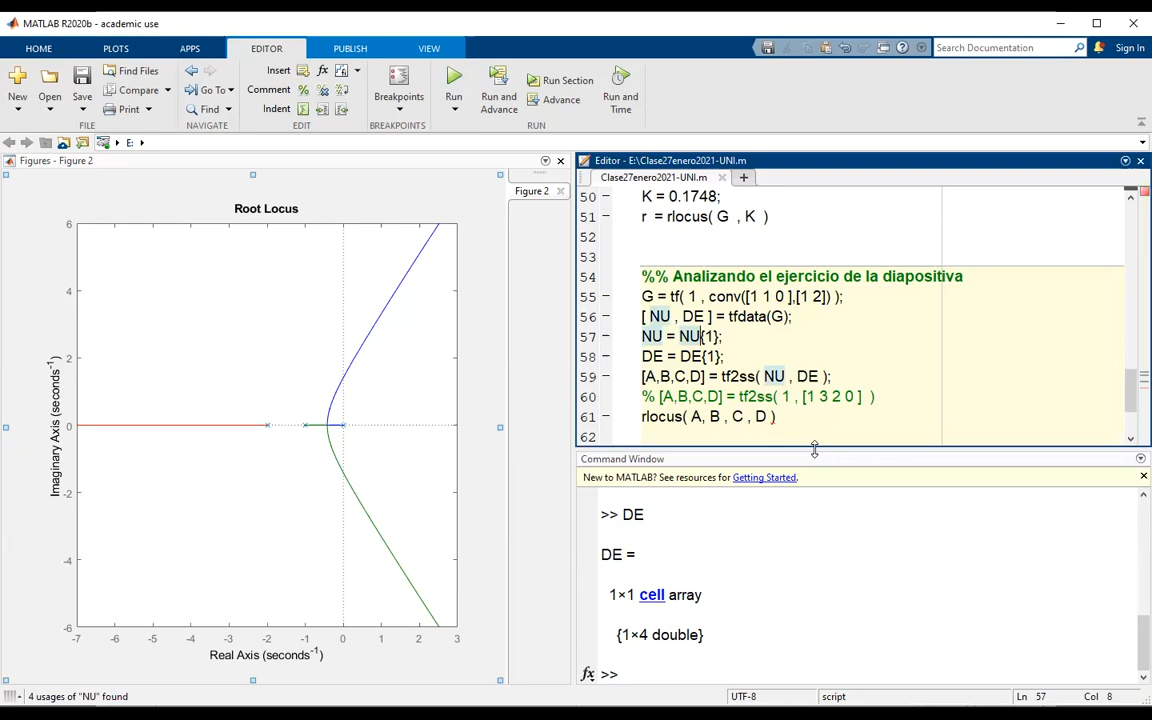 MATLAB R2020b - academic use
HOME PLOTS APPS EDITOR PUBLISH VIEW Search Documentation Sign In
New Open Save Find Files Compare Print
Go To Find
Insert fx
Comment %
Indent
Breakpoints
Run Run and Advance Run Section Advance Run and Time
FILE NAVIGATE EDIT BREAKPOINTS RUN
E:
Figures - Figure 2
Figure 2
Root Locus
6
4
2
0
-2
-4
-6
-7 -6 -5 -4 -3 -2 -1 0 1 2 3
Imaginary Axis (seconds-1)
Real Axis (seconds-1)
Editor - E:\Clase27enero2021-UNI.m
Clase27enero2021-UNI.m
50 K = 0.1748;
51 r = rlocus( G , K )
52
53
54 %% Analizando el ejercicio de la diapositiva
55 G = tf( 1 , conv([1 1 0 ],[1 2]) );
56 [ NU , DE ] = tfdata(G);
57 NU = NU{1};
58 DE = DE{1};
59 [A,B,C,D] = tf2ss( NU , DE );
60 % [A,B,C,D] = tf2ss( 1 , [1 3 2 0 ] )
61 rlocus( A, B , C , D )
62
Command Window
New to MATLAB? See resources for Getting Started.
>> DE
DE =
1×1 cell array
{1×4 double}
fx >>
4 usages of "NU" found UTF-8 script Ln 57 Col 8